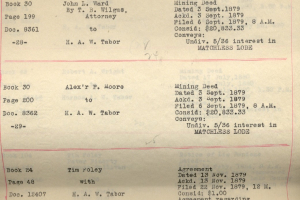 Book 30 John L. Ward Mining Deed
By T. S. Wilgus, Dated 3 Sept. 1879
Page 199 Attorney Ackd. 3 Sept. 1879
to Filed 6 Sept. 1879, 8 A.M.
Doc. 8361 Consid: $20,833.33
Conveys:
-28- H. A. W. Tabor Undiv. 5/36 interest in
MATCHLESS LODE
Book 30 Alex'r P. Moore Mining Deed
Dated 3 Sept. 1879
Page 200 to Ackd. 3 Sept. 1879
Filed 6 Sept. 1879, 8 A.M.
Doc. 8362 H. A. W. Tabor Consid: $20,833.33
Conveys:
-29- Undiv. 5/36 interest in
MATCHLESS LODE
Book 24 Tim Foley Agreement
Dated 13 Nov. 1879
Page 48 with Ackd. 13 Nov. 1879
Filed 22 Nov. 1879, 12 M.
Doc. 12407 H. A. W. Tabor Consid: $1.00
Agreement regarding